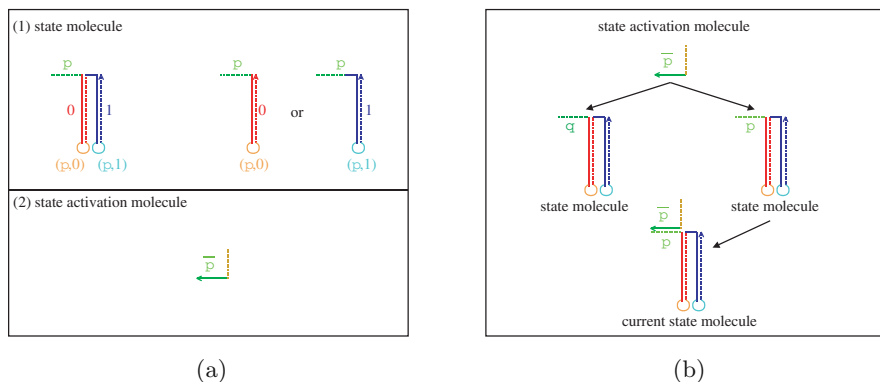 (1) state molecule
p
p
p
0
1
0
or
1
(p,0)
(p,1)
(p,0)
(p,1)
(2) state activation molecule
p̅
(a)
state activation molecule
p̅
q
p
state molecule
state molecule
p̅
p
current state molecule
(b)